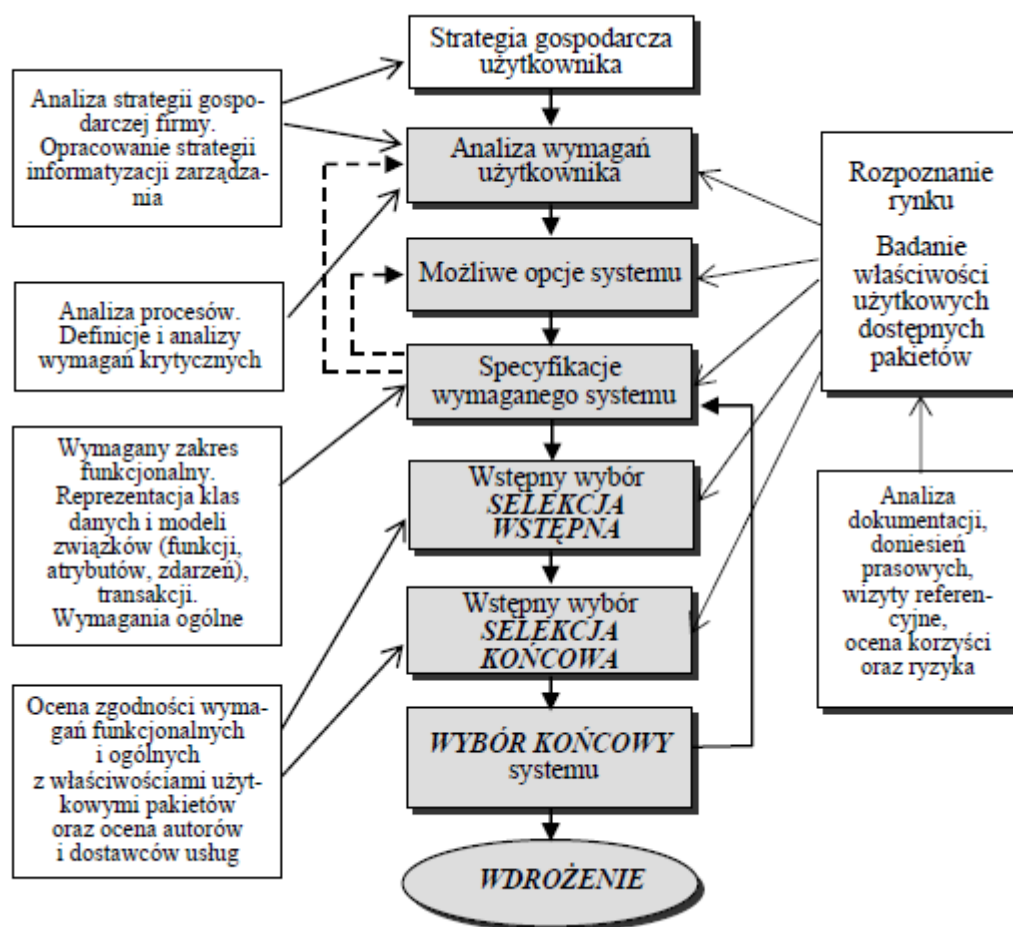 Strategia gospodarcza
użytkownika
Analiza strategii gospo-
darczej firmy.
Opracowanie strategii
informatyzacji zarządza-
nia
Analiza wymagań
użytkownika
Rozpoznanie
rynku
Badanie
właściwości
użytkowych
dostępnych
pakietów
Możliwe opcje systemu
Analiza procesów.
Definicje i analizy
wymagań krytycznych
Specyfikacje
wymaganego systemu
Wymagany zakres
funkcjonalny.
Reprezentacja klas
danych i modeli
związków (funkcji,
atrybutów, zdarzeń),
transakcji.
Wymagania ogólne
Wstępny wybór
SELEKCJA
WSTĘPNA
Analiza
dokumentacji,
doniesień
prasowych,
wizyty referen-
cyjne,
ocena korzyści
oraz ryzyka
Wstępny wybór
SELEKCJA
KOŃCOWA
Ocena zgodności wyma-
gań funkcjonalnych
i ogólnych
z właściwościami użyt-
kowymi pakietów
oraz ocena autorów
i dostawców usług
WYBÓR KOŃCOWY
systemu
WDROŻENIE